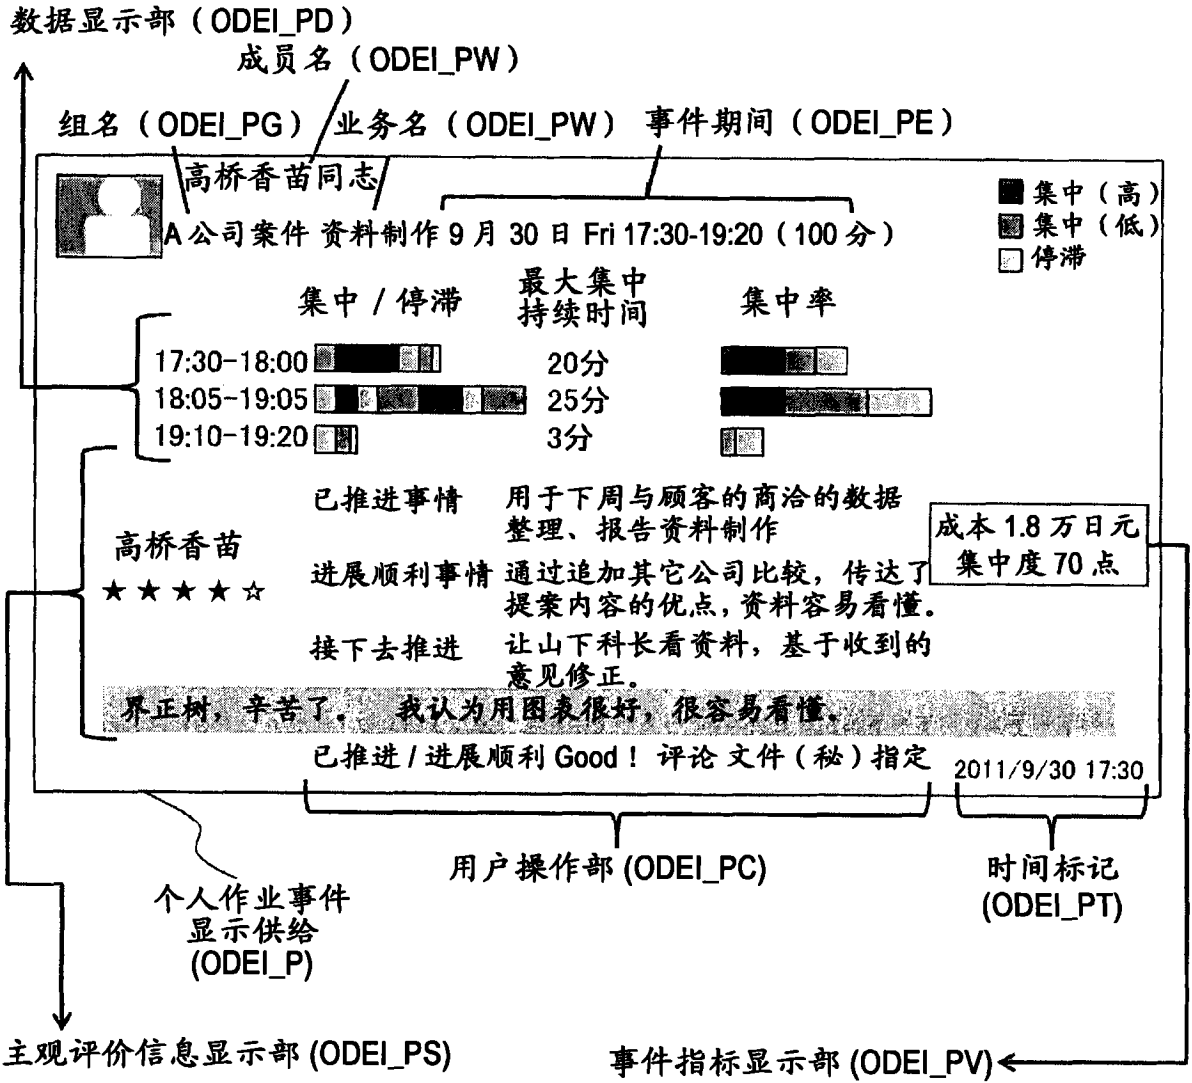 数据显示部（ODEI_PD）
成员名（ODEI_PW）
组名（ODEI_PG） 业务名（ODEI_PW） 事件期间（ODEI_PE）
高桥香苗同志
A公司案件 资料制作 9 月 30 日 Fri 17:30-19:20（100 分）
集中（高）
集中（低）
停滞
集中 / 停滞
最大集中
持续时间
集中率
17:30-18:00 20分
18:05-19:05 25分
19:10-19:20 3分
高桥香苗
★★★★☆
已推进事情 用于下周与顾客的商洽的数据
整理、报告资料制作
进展顺利事情 通过追加其它公司比较，传达了
提案内容的优点，资料容易看懂。
接下去推进 让山下科长看资料，基于收到的
意见修正。
成本 1.8 万日元
集中度 70 点
界正树，辛苦了。 我认为用图表很好，很容易看懂。
已推进 / 进展顺利 Good！ 评论 文件（秘）指定
2011/9/30 17:30
用户操作部 (ODEI_PC)
时间标记
(ODEI_PT)
个人作业事件
显示供给
(ODEI_P)
主观评价信息显示部 (ODEI_PS)
事件指标显示部 (ODEI_PV)